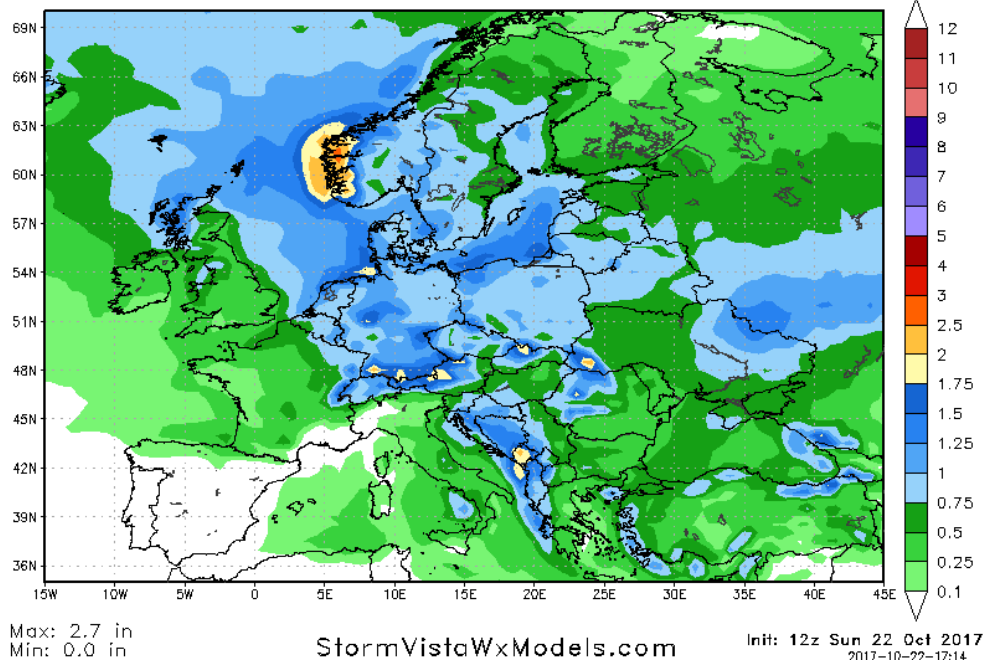 69N
66N
63N
60N
57N
54N
51N
48N
45N
42N
39N
36N
15W 10W 5W 0 5E 10E 15E 20E 25E 30E 35E 40E 45E
12
11
10
9
8
7
6
5
4
3
2.5
2
1.75
1.5
1.25
1
0.75
0.5
0.25
0.1
Max: 2.7 in
Min: 0.0 in
StormVistaWxModels.com
Init: 12z Sun 22 Oct 2017
2017-10-22-17:14